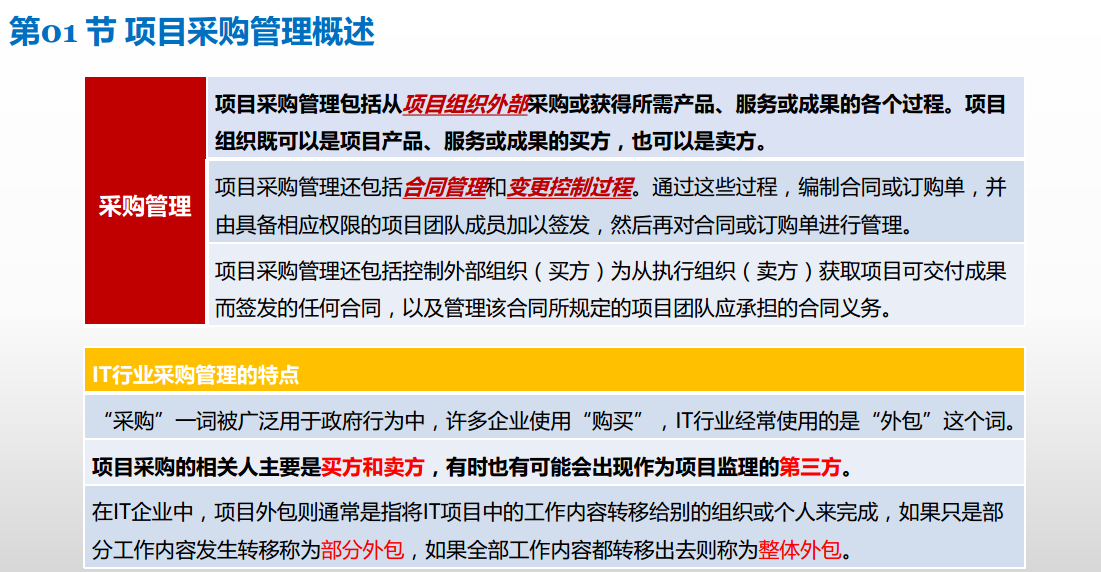 第01 节 项目采购管理概述
采购管理
项目采购管理包括从项目组织外部采购或获得所需产品、服务或成果的各个过程。项目
组织既可以是项目产品、服务或成果的买方，也可以是卖方。
项目采购管理还包括合同管理和变更控制过程。通过这些过程，编制合同或订购单，并
由具备相应权限的项目团队成员加以签发，然后再对合同或订购单进行管理。
项目采购管理还包括控制外部组织（买方）为从执行组织（卖方）获取项目可交付成果
而签发的任何合同，以及管理该合同所规定的项目团队应承担的合同义务。
IT行业采购管理的特点
“采购”一词被广泛用于政府行为中，许多企业使用“购买”，IT行业经常使用的是“外包”这个词。
项目采购的相关人主要是买方和卖方，有时也有可能会出现作为项目监理的第三方。
在IT企业中，项目外包则通常是指将IT项目中的工作内容转移给别的组织或个人来完成，如果只是部
分工作内容发生转移称为部分外包，如果全部工作内容都转移出去则称为整体外包。